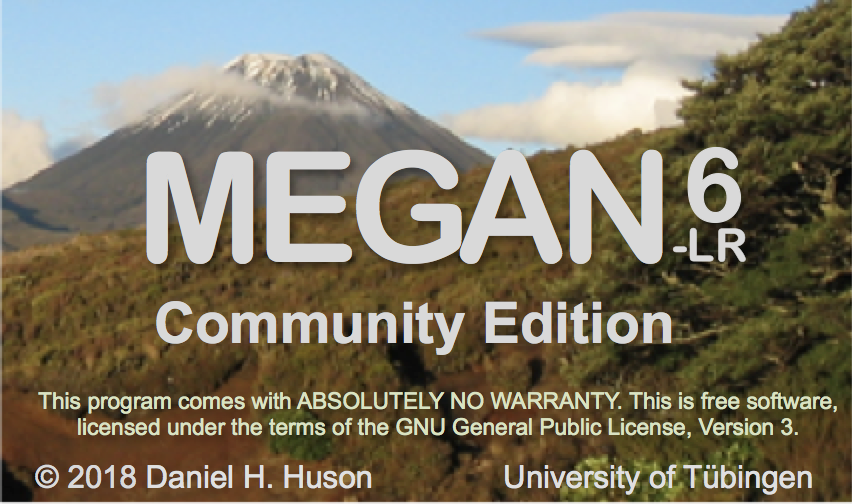 MEGAN 6
-LR
Community Edition
This program comes with ABSOLUTELY NO WARRANTY. This is free software,
licensed under the terms of the GNU General Public License, Version 3.
© 2018 Daniel H. Huson University of Tübingen